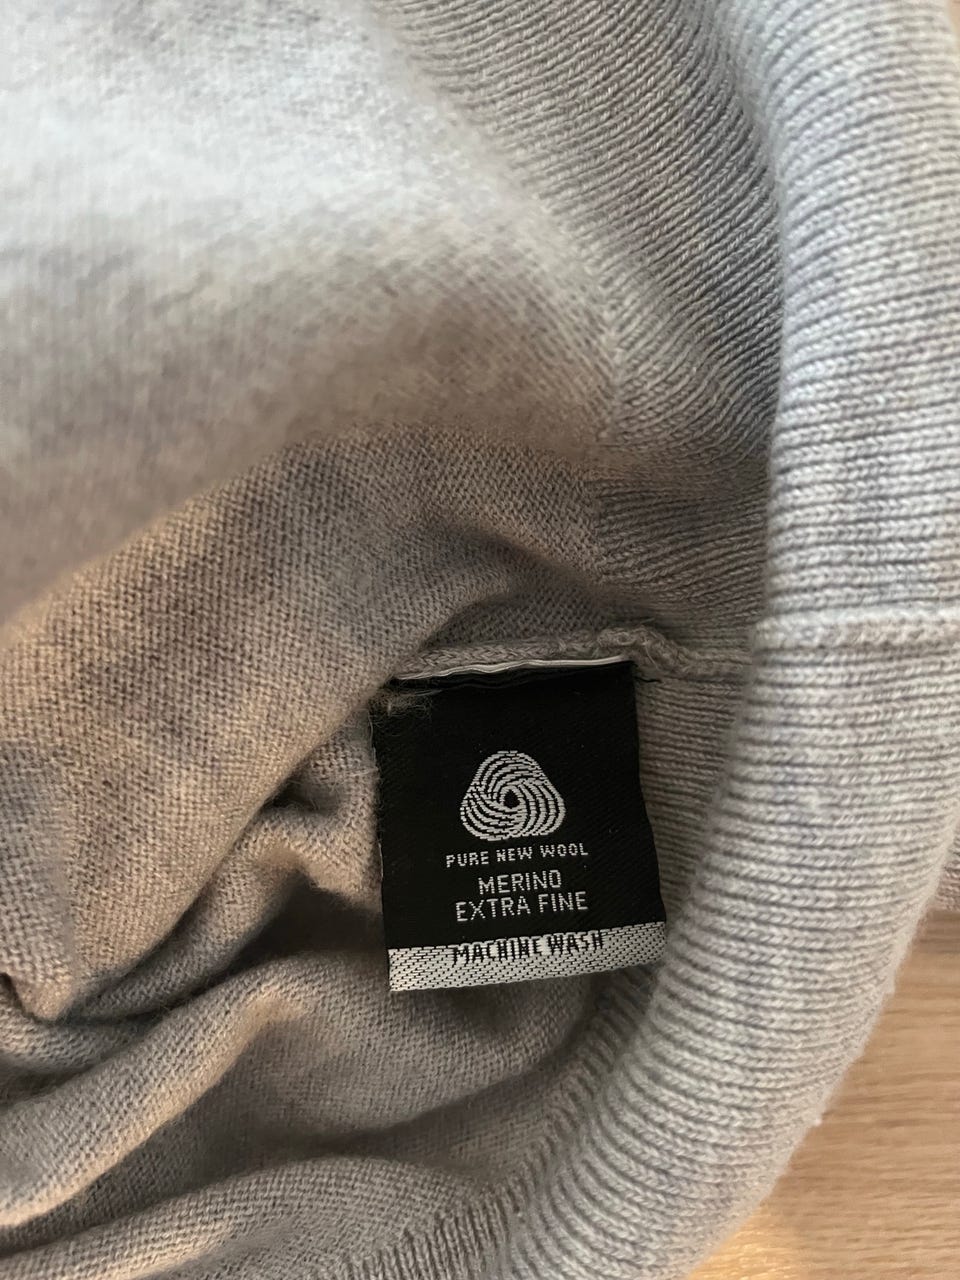 PURE NEW WOOL
MERINO
EXTRA FINE
MACHINE WASH